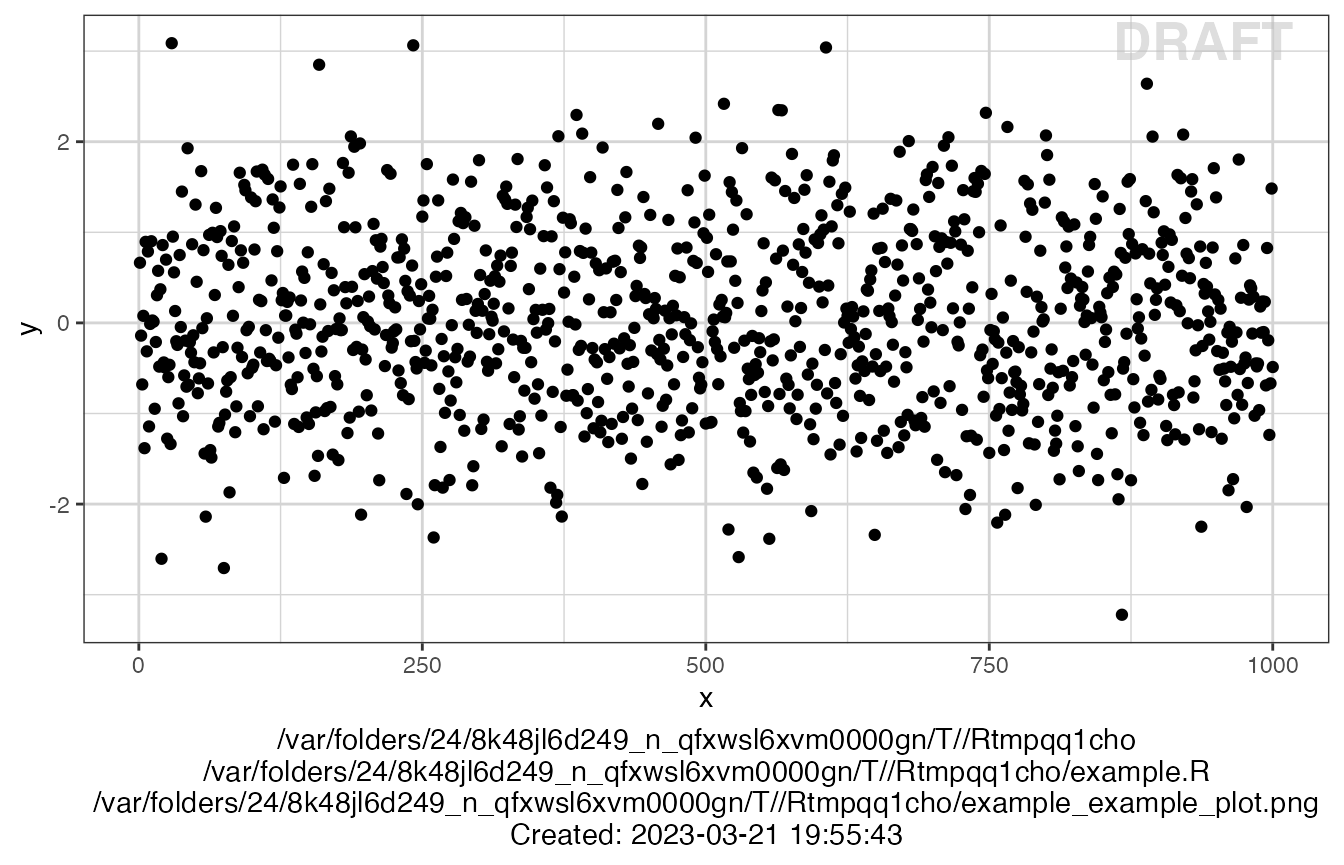 DRAFT
2
0
-2
y
0 250 500 750 1000
x
/var/folders/24/8k48jl6d249_n_qfxwsl6xvm0000gn/T//Rtmpqq1cho
/var/folders/24/8k48jl6d249_n_qfxwsl6xvm0000gn/T//Rtmpqq1cho/example.R
/var/folders/24/8k48jl6d249_n_qfxwsl6xvm0000gn/T//Rtmpqq1cho/example_example_plot.png
Created: 2023-03-21 19:55:43